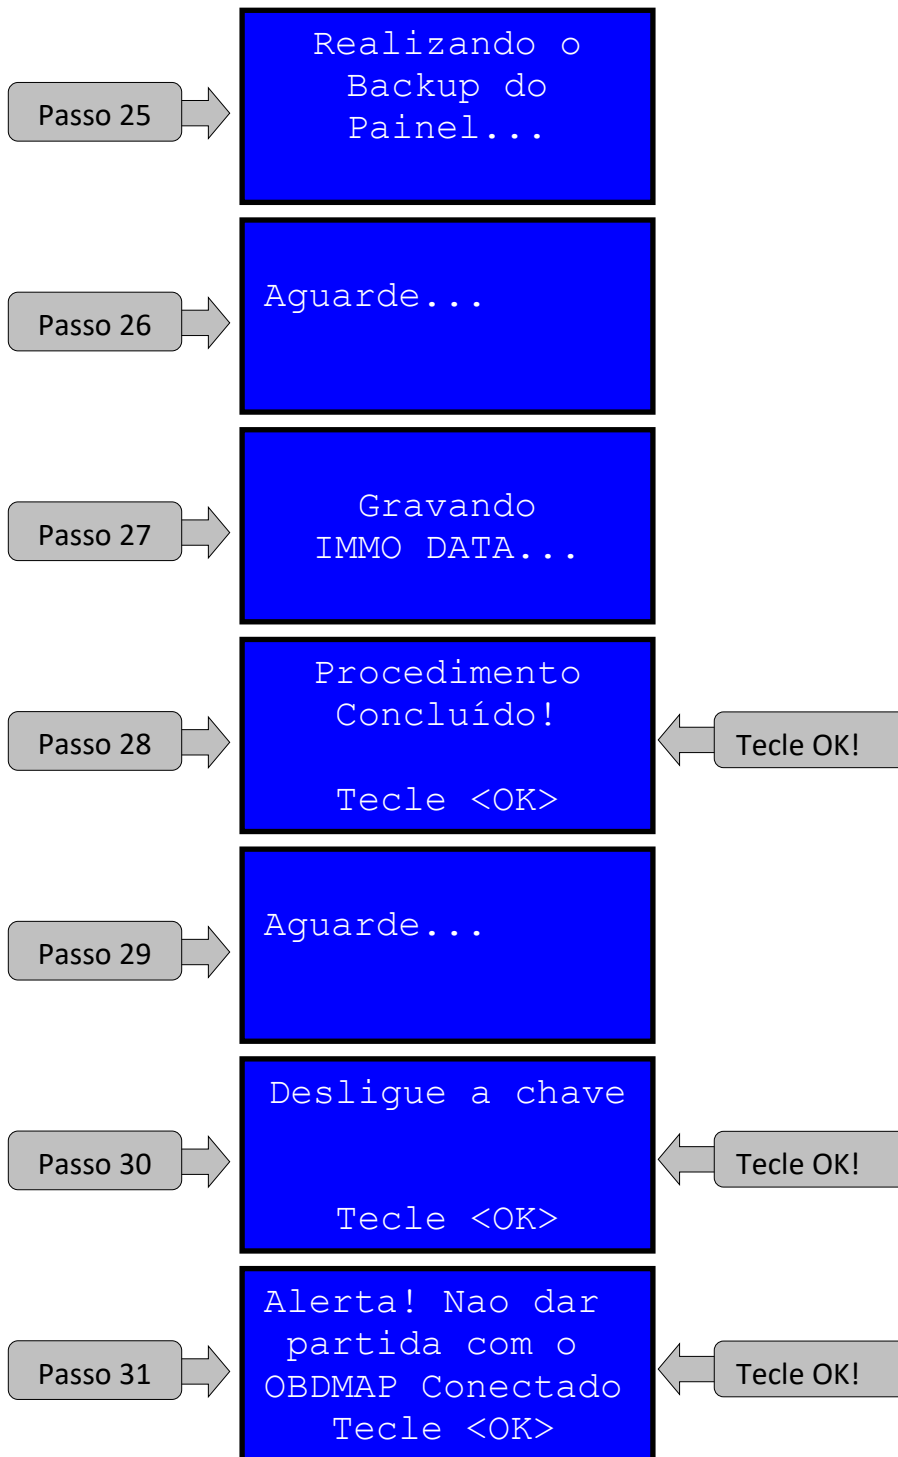 Passo 25
Realizando o
Backup do
Painel...
Passo 26
Aguarde...
Passo 27
Gravando
IMMO DATA...
Passo 28
Procedimento
Concluído!
Tecle <OK>
Tecle OK!
Passo 29
Aguarde...
Passo 30
Desligue a chave
Tecle <OK>
Tecle OK!
Passo 31
Alerta! Nao dar
partida com o
OBDMAP Conectado
Tecle <OK>
Tecle OK!